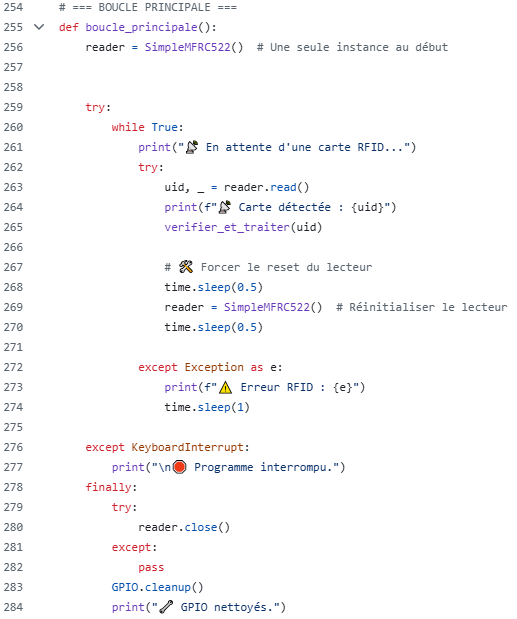 254 # === BOUCLE PRINCIPALE ===
255 def boucle_principale():
256     reader = SimpleMFRC522()  # Une seule instance au début
257
258
259     try:
260         while True:
261             print("📡 En attente d'une carte RFID...")
262             try:
263                 uid, _ = reader.read()
264                 print(f"📡 Carte détectée : {uid}")
265                 verifier_et_traiter(uid)
266
267                 # 🛠 Forcer le reset du lecteur
268                 time.sleep(0.5)
269                 reader = SimpleMFRC522()  # Réinitialiser le lecteur
270                 time.sleep(0.5)
271
272             except Exception as e:
273                 print(f"⚠️ Erreur RFID : {e}")
274                 time.sleep(1)
275
276     except KeyboardInterrupt:
277         print("\n🛑 Programme interrompu.")
278     finally:
279         try:
280             reader.close()
281         except:
282             pass
283         GPIO.cleanup()
284         print("🔧 GPIO nettoyés.")